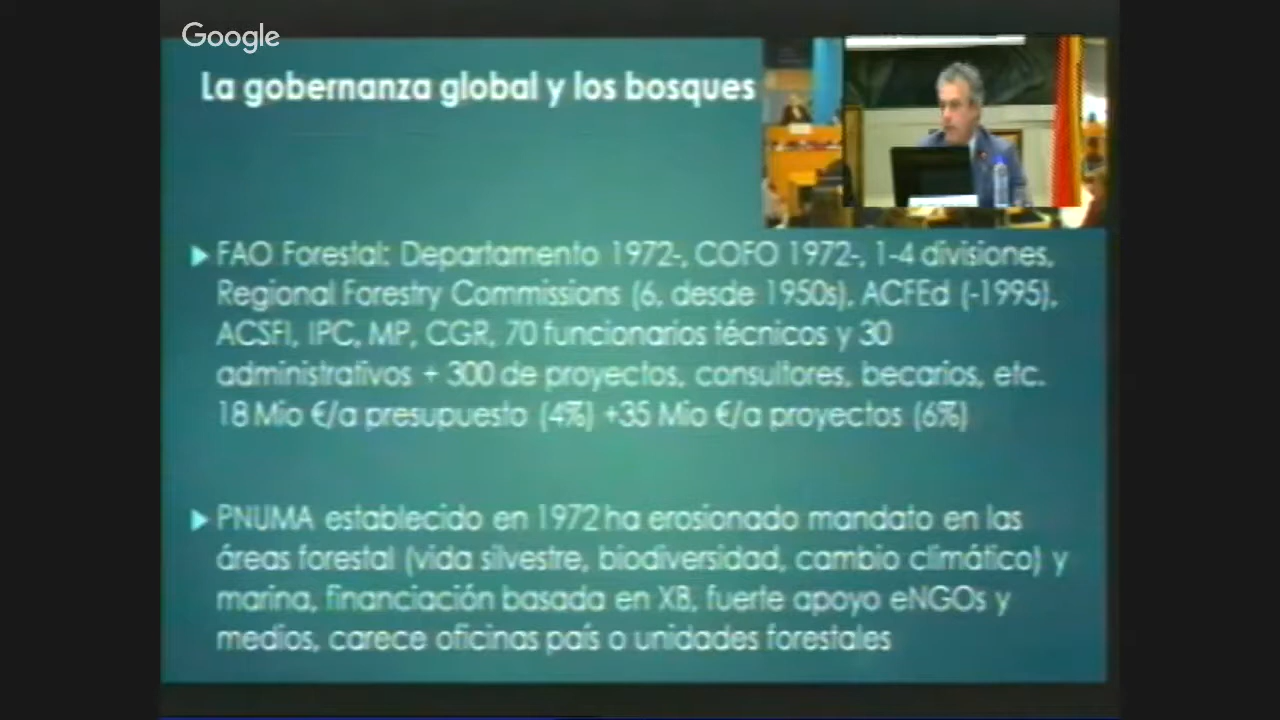 Google
La gobernanza global y los bosques
FAO Forestal: Departamento 1972-, COFO 1972-, 1-4 divisiones,
Regional Forestry Commissions (6, desde 1950s), ACFEd (-1995),
ACSFI, IPC, MP, CGR, 70 funcionarios técnicos y 30
administrativos + 300 de proyectos, consultores, becarios, etc.
18 Mio €/a presupuesto (4%) +35 Mio €/a proyectos (6%)
PNUMA establecido en 1972 ha erosionado mandato en las
áreas forestal (vida silvestre, biodiversidad, cambio climático) y
marina, financiación basada en XB, fuerte apoyo eNGOs y
medios, carece oficinas país o unidades forestales